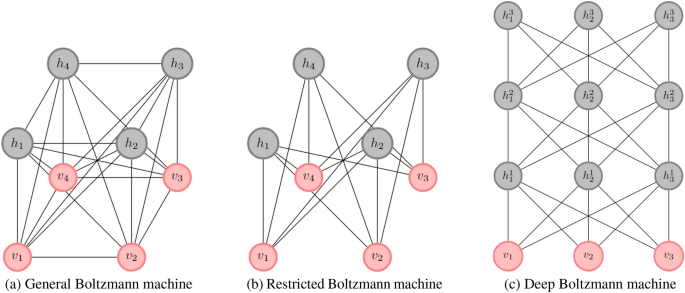 h₄ h₃
h₁ h₂
v₄ v₃
v₁ v₂
(a) General Boltzmann machine
h₄ h₃
h₁ h₂
v₄ v₃
v₁ v₂
(b) Restricted Boltzmann machine
h₁³ h₂³ h₃³
h₁² h₂² h₃²
h₁¹ h₂¹ h₃¹
v₁ v₂ v₃
(c) Deep Boltzmann machine